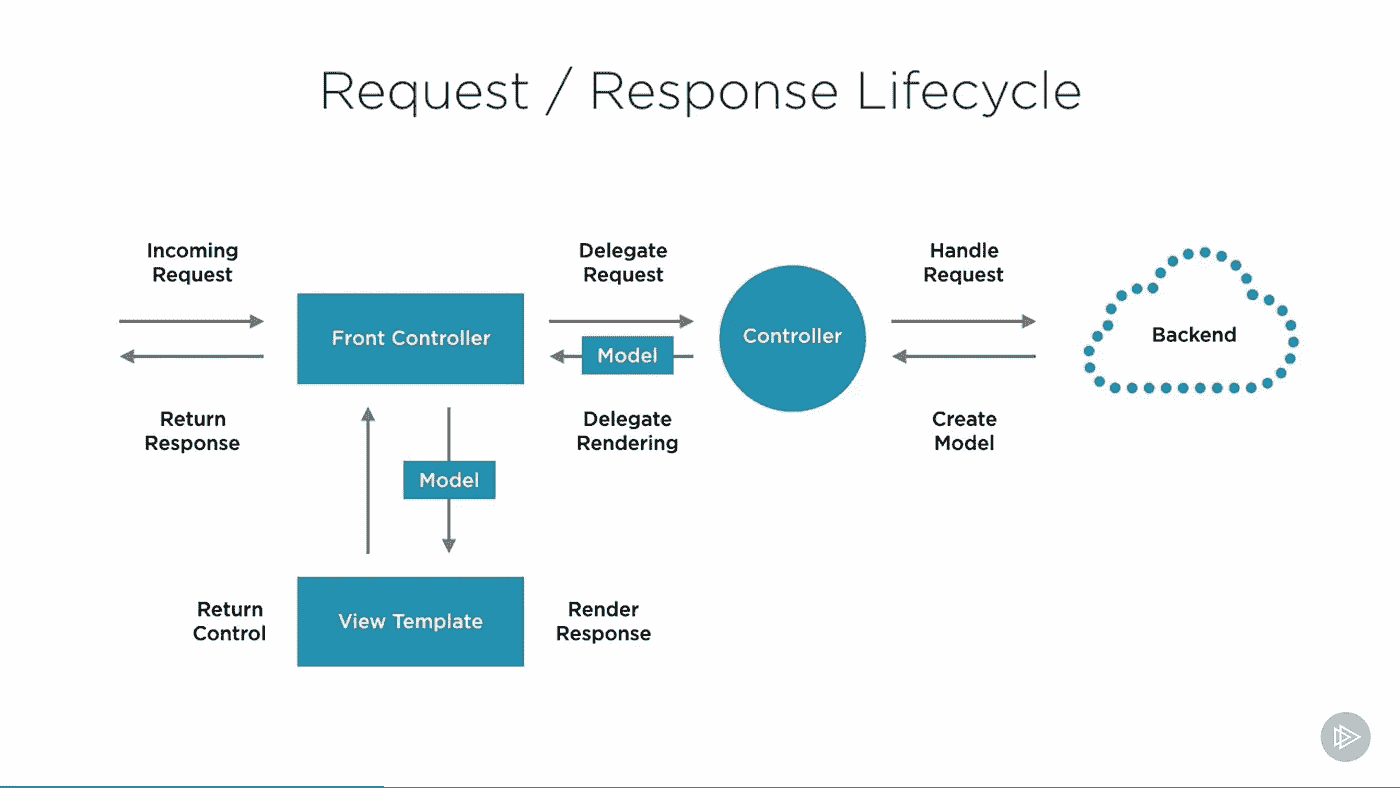 Request / Response Lifecycle
Incoming
Request
Delegate
Request
Handle
Request
Front Controller
Model
Controller
Backend
Return
Response
Delegate
Rendering
Create
Model
Model
Return
Control
View Template
Render
Response